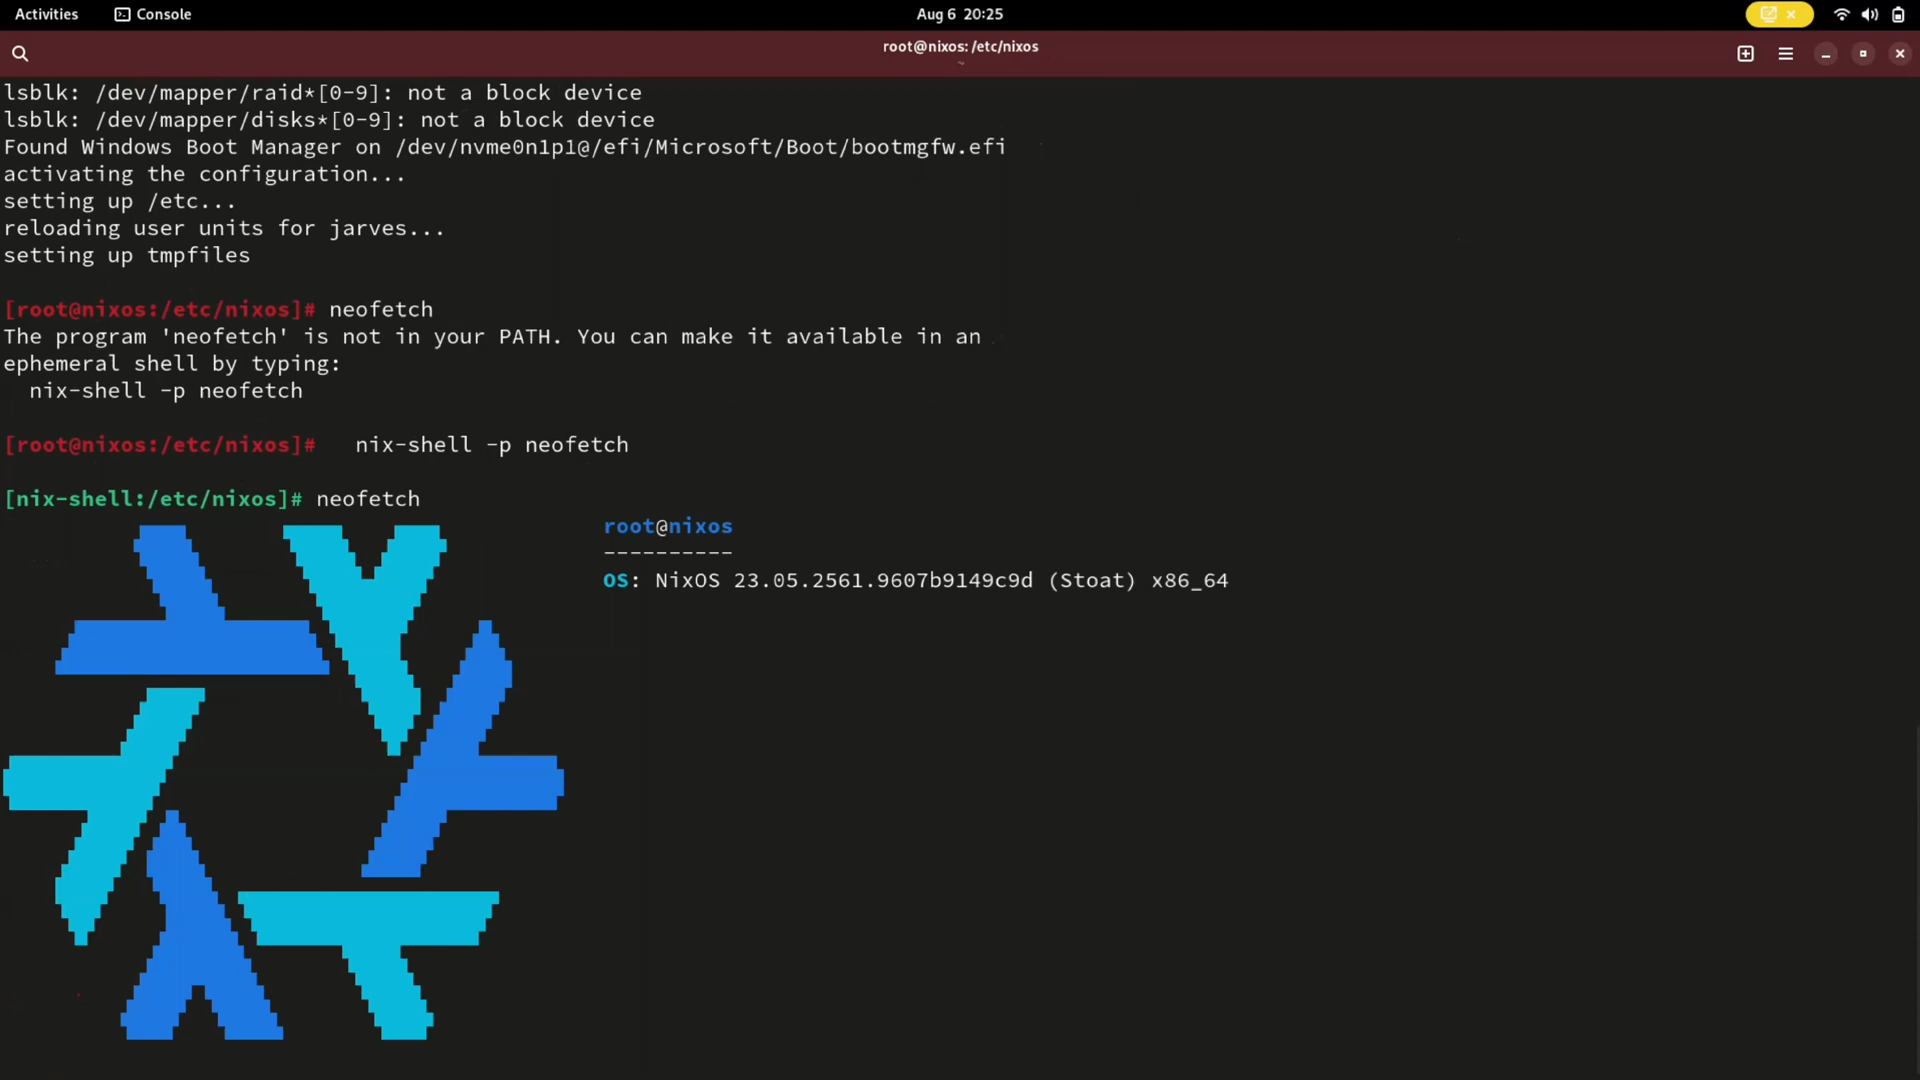 Activities Console Aug 6 20:25
root@nixos: /etc/nixos
~
lsblk: /dev/mapper/raid*[0-9]: not a block device
lsblk: /dev/mapper/disks*[0-9]: not a block device
Found Windows Boot Manager on /dev/nvme0n1p1@/efi/Microsoft/Boot/bootmgfw.efi
activating the configuration...
setting up /etc...
reloading user units for jarves...
setting up tmpfiles
[root@nixos:/etc/nixos]# neofetch
The program 'neofetch' is not in your PATH. You can make it available in an
ephemeral shell by typing:
  nix-shell -p neofetch
[root@nixos:/etc/nixos]#   nix-shell -p neofetch
[nix-shell:/etc/nixos]# neofetch
root@nixos
----------
OS: NixOS 23.05.2561.9607b9149c9d (Stoat) x86_64